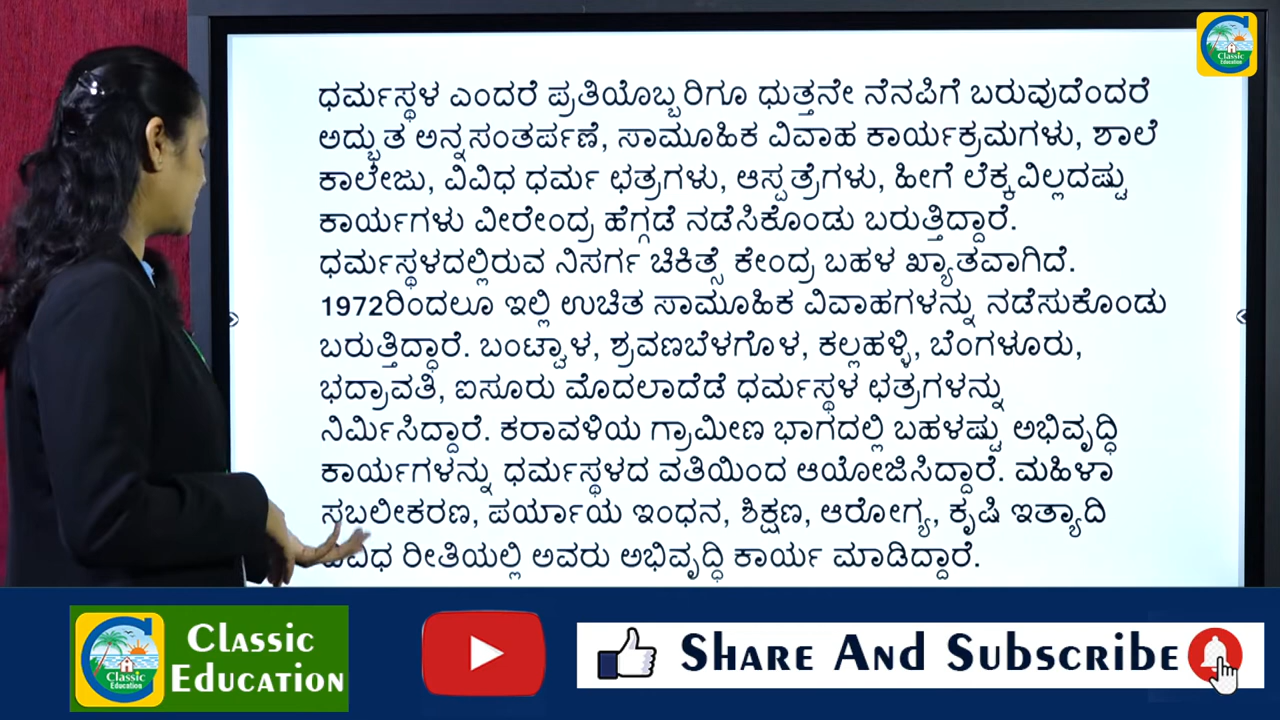 ಧರ್ಮಸ್ಥಳ ಎಂದರೆ ಪ್ರತಿಯೊಬ್ಬರಿಗೂ ಧುತ್ತನೇ ನೆನಪಿಗೆ ಬರುವುದೆಂದರೆ
ಅದ್ಭುತ ಅನ್ನಸಂತರ್ಪಣೆ, ಸಾಮೂಹಿಕ ವಿವಾಹ ಕಾರ್ಯಕ್ರಮಗಳು, ಶಾಲೆ
ಕಾಲೇಜು, ವಿವಿಧ ಧರ್ಮ ಛತ್ರಗಳು, ಆಸ್ಪತ್ರೆಗಳು, ಹೀಗೆ ಲೆಕ್ಕವಿಲ್ಲದಷ್ಟು
ಕಾರ್ಯಗಳು ವೀರೇಂದ್ರ ಹೆಗ್ಗಡೆ ನಡೆಸಿಕೊಂಡು ಬರುತ್ತಿದ್ದಾರೆ.
ಧರ್ಮಸ್ಥಳದಲ್ಲಿರುವ ನಿಸರ್ಗ ಚಿಕಿತ್ಸೆ ಕೇಂದ್ರ ಬಹಳ ಖ್ಯಾತವಾಗಿದೆ.
1972ರಿಂದಲೂ ಇಲ್ಲಿ ಉಚಿತ ಸಾಮೂಹಿಕ ವಿವಾಹಗಳನ್ನು ನಡೆಸುಕೊಂಡು
ಬರುತ್ತಿದ್ಧಾರೆ. ಬಂಟ್ವಾಳ, ಶ್ರವಣಬೆಳಗೊಳ, ಕಲ್ಲಹಳ್ಳಿ, ಬೆಂಗಳೂರು,
ಭದ್ರಾವತಿ, ಐಸೂರು ಮೊದಲಾದೆಡೆ ಧರ್ಮಸ್ಥಳ ಛತ್ರಗಳನ್ನು
ನಿರ್ಮಿಸಿದ್ದಾರೆ. ಕರಾವಳಿಯ ಗ್ರಾಮೀಣ ಭಾಗದಲ್ಲಿ ಬಹಳಷ್ಟು ಅಭಿವೃದ್ಧಿ
ಕಾರ್ಯಗಳನ್ನು ಧರ್ಮಸ್ಥಳದ ವತಿಯಿಂದ ಆಯೋಜಿಸಿದ್ದಾರೆ. ಮಹಿಳಾ
ಸಬಲೀಕರಣ, ಪರ್ಯಾಯ ಇಂಧನ, ಶಿಕ್ಷಣ, ಆರೋಗ್ಯ, ಕೃಷಿ ಇತ್ಯಾದಿ
ವಿವಿಧ ರೀತಿಯಲ್ಲಿ ಅವರು ಅಭಿವೃದ್ಧಿ ಕಾರ್ಯ ಮಾಡಿದ್ದಾರೆ.
Classic
Education
Classic
Education
Classic
Education
Share And Subscribe